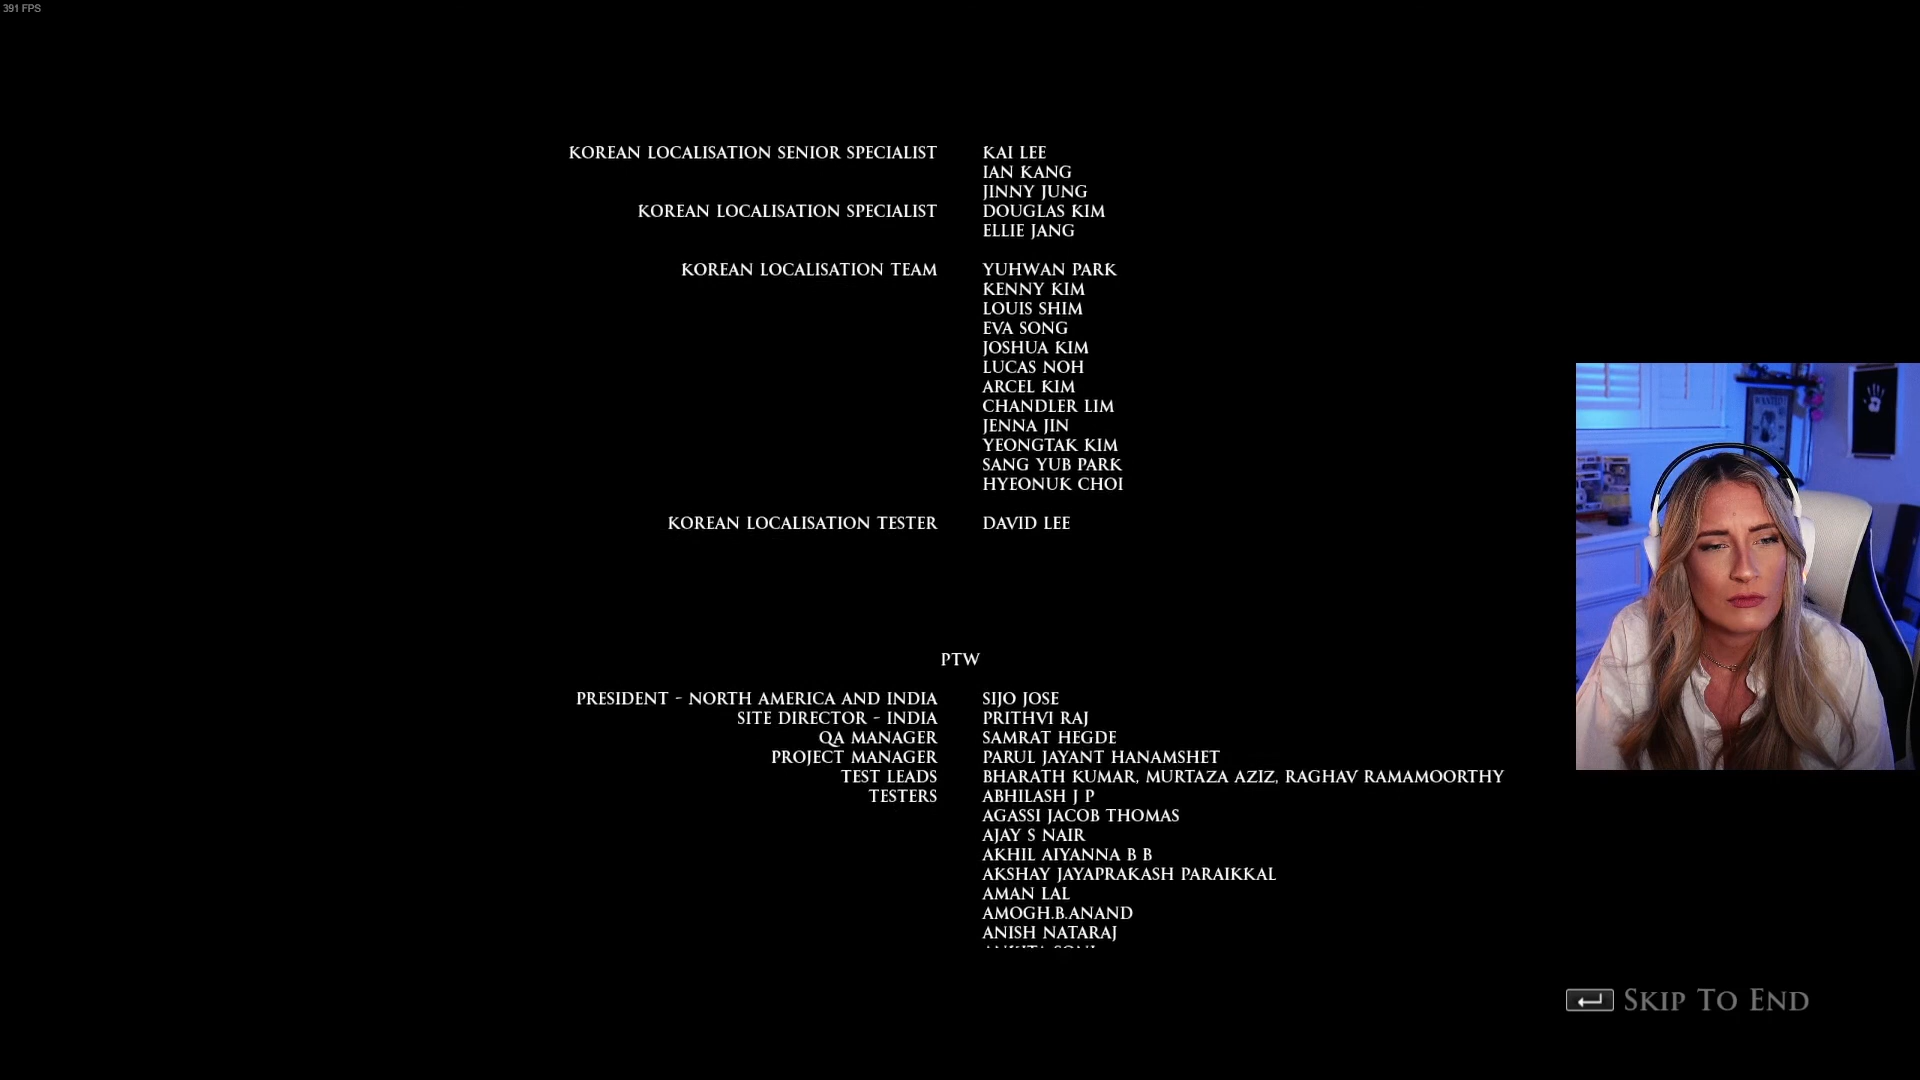 391 FPS
KOREAN LOCALISATION SENIOR SPECIALIST KAI LEE
IAN KANG
JINNY JUNG
KOREAN LOCALISATION SPECIALIST DOUGLAS KIM
ELLIE JANG
KOREAN LOCALISATION TEAM YUHWAN PARK
KENNY KIM
LOUIS SHIM
EVA SONG
JOSHUA KIM
LUCAS NOH
ARCEL KIM
CHANDLER LIM
JENNA JIN
YEONGTAK KIM
SANG YUB PARK
HYEONUK CHOI
KOREAN LOCALISATION TESTER DAVID LEE
PTW
PRESIDENT - NORTH AMERICA AND INDIA SIJO JOSE
SITE DIRECTOR - INDIA PRITHVI RAJ
QA MANAGER SAMRAT HEGDE
PROJECT MANAGER PARUL JAYANT HANAMSHET
TEST LEADS BHARATH KUMAR, MURTAZA AZIZ, RAGHAV RAMAMOORTHY
TESTERS ABHILASH J P
AGASSI JACOB THOMAS
AJAY S NAIR
AKHIL AIYANNA B B
AKSHAY JAYAPRAKASH PARAIKKAL
AMAN LAL
AMOGH.B.ANAND
ANISH NATARAJ
WANTED
SKIP TO END